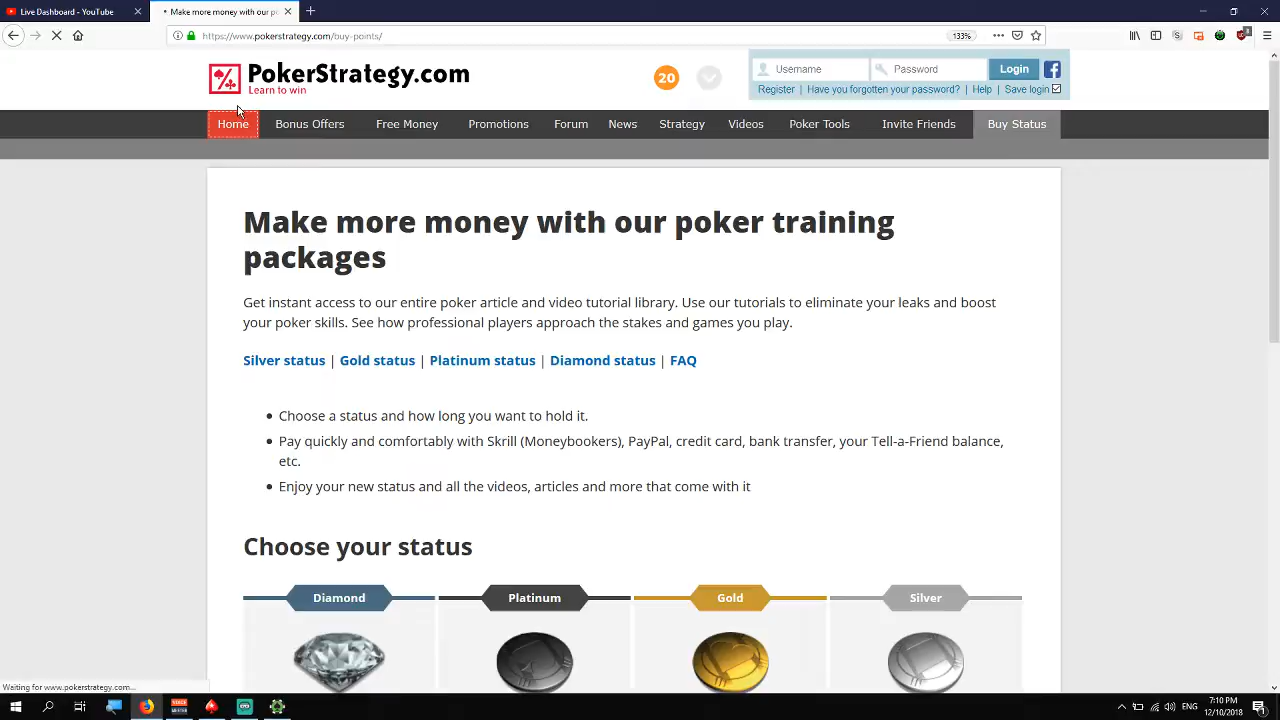 Live Dashboard - YouTube
Make more money with our p
https://www.pokerstrategy.com/buy-points/
133%
3
PokerStrategy.com
Learn to win
20
Username
Password
Login
Register | Have you forgotten your password? | Help | Save login
Home
Bonus Offers
Free Money
Promotions
Forum
News
Strategy
Videos
Poker Tools
Invite Friends
Buy Status
Make more money with our poker training
packages
Get instant access to our entire poker article and video tutorial library. Use our tutorials to eliminate your leaks and boost
your poker skills. See how professional players approach the stakes and games you play.
Silver status | Gold status | Platinum status | Diamond status | FAQ
Choose a status and how long you want to hold it.
Pay quickly and comfortably with Skrill (Moneybookers), PayPal, credit card, bank transfer, your Tell-a-Friend balance,
etc.
Enjoy your new status and all the videos, articles and more that come with it
Choose your status
Diamond
Platinum
Gold
Silver
Waiting for www.pokerstrategy.com...
ENG
7:10 PM
12/10/2018